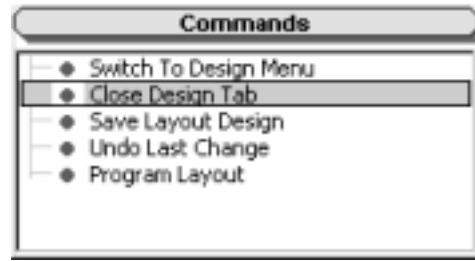 Commands
Switch To Design Menu
Close Design Tab
Save Layout Design
Undo Last Change
Program Layout